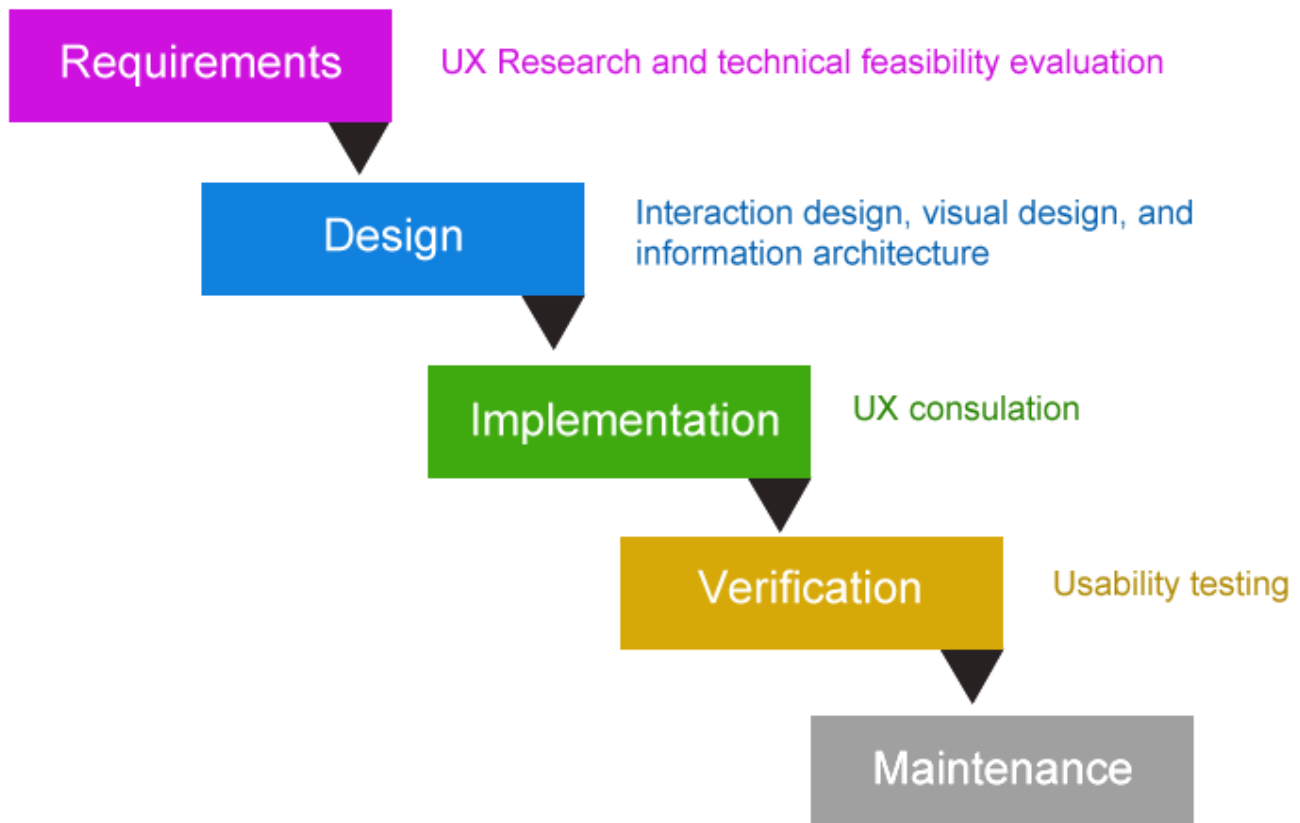 Requirements
UX Research and technical feasibility evaluation
Design
Interaction design, visual design, and
information architecture
Implementation
UX consulation
Verification
Usability testing
Maintenance